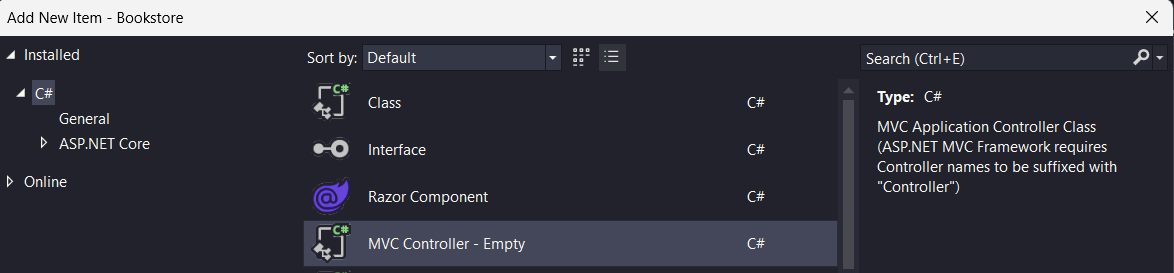 Add New Item - Bookstore
Installed
C#
General
ASP.NET Core
Online
Sort by: Default
Class C#
Interface C#
Razor Component C#
MVC Controller - Empty C#
Search (Ctrl+E)
Type: C#
MVC Application Controller Class
(ASP.NET MVC Framework requires
Controller names to be suffixed with
"Controller")